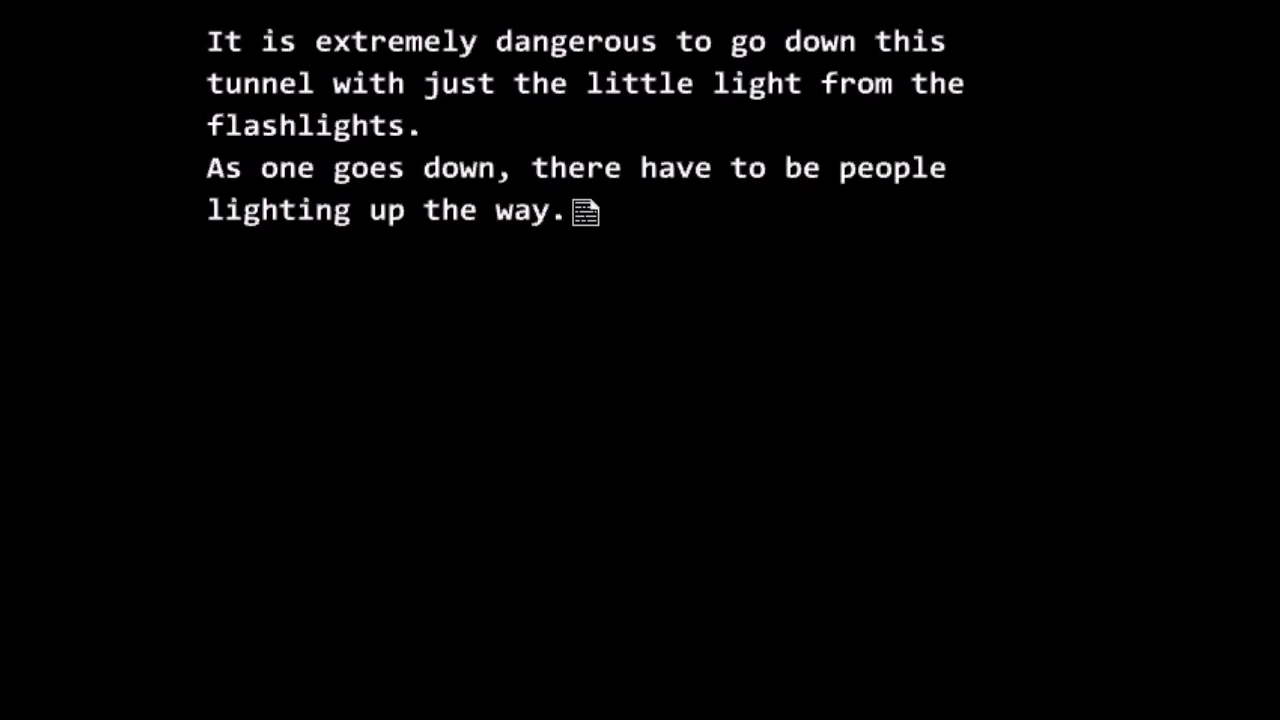 It is extremely dangerous to go down this
tunnel with just the little light from the
flashlights.
As one goes down, there have to be people
lighting up the way.